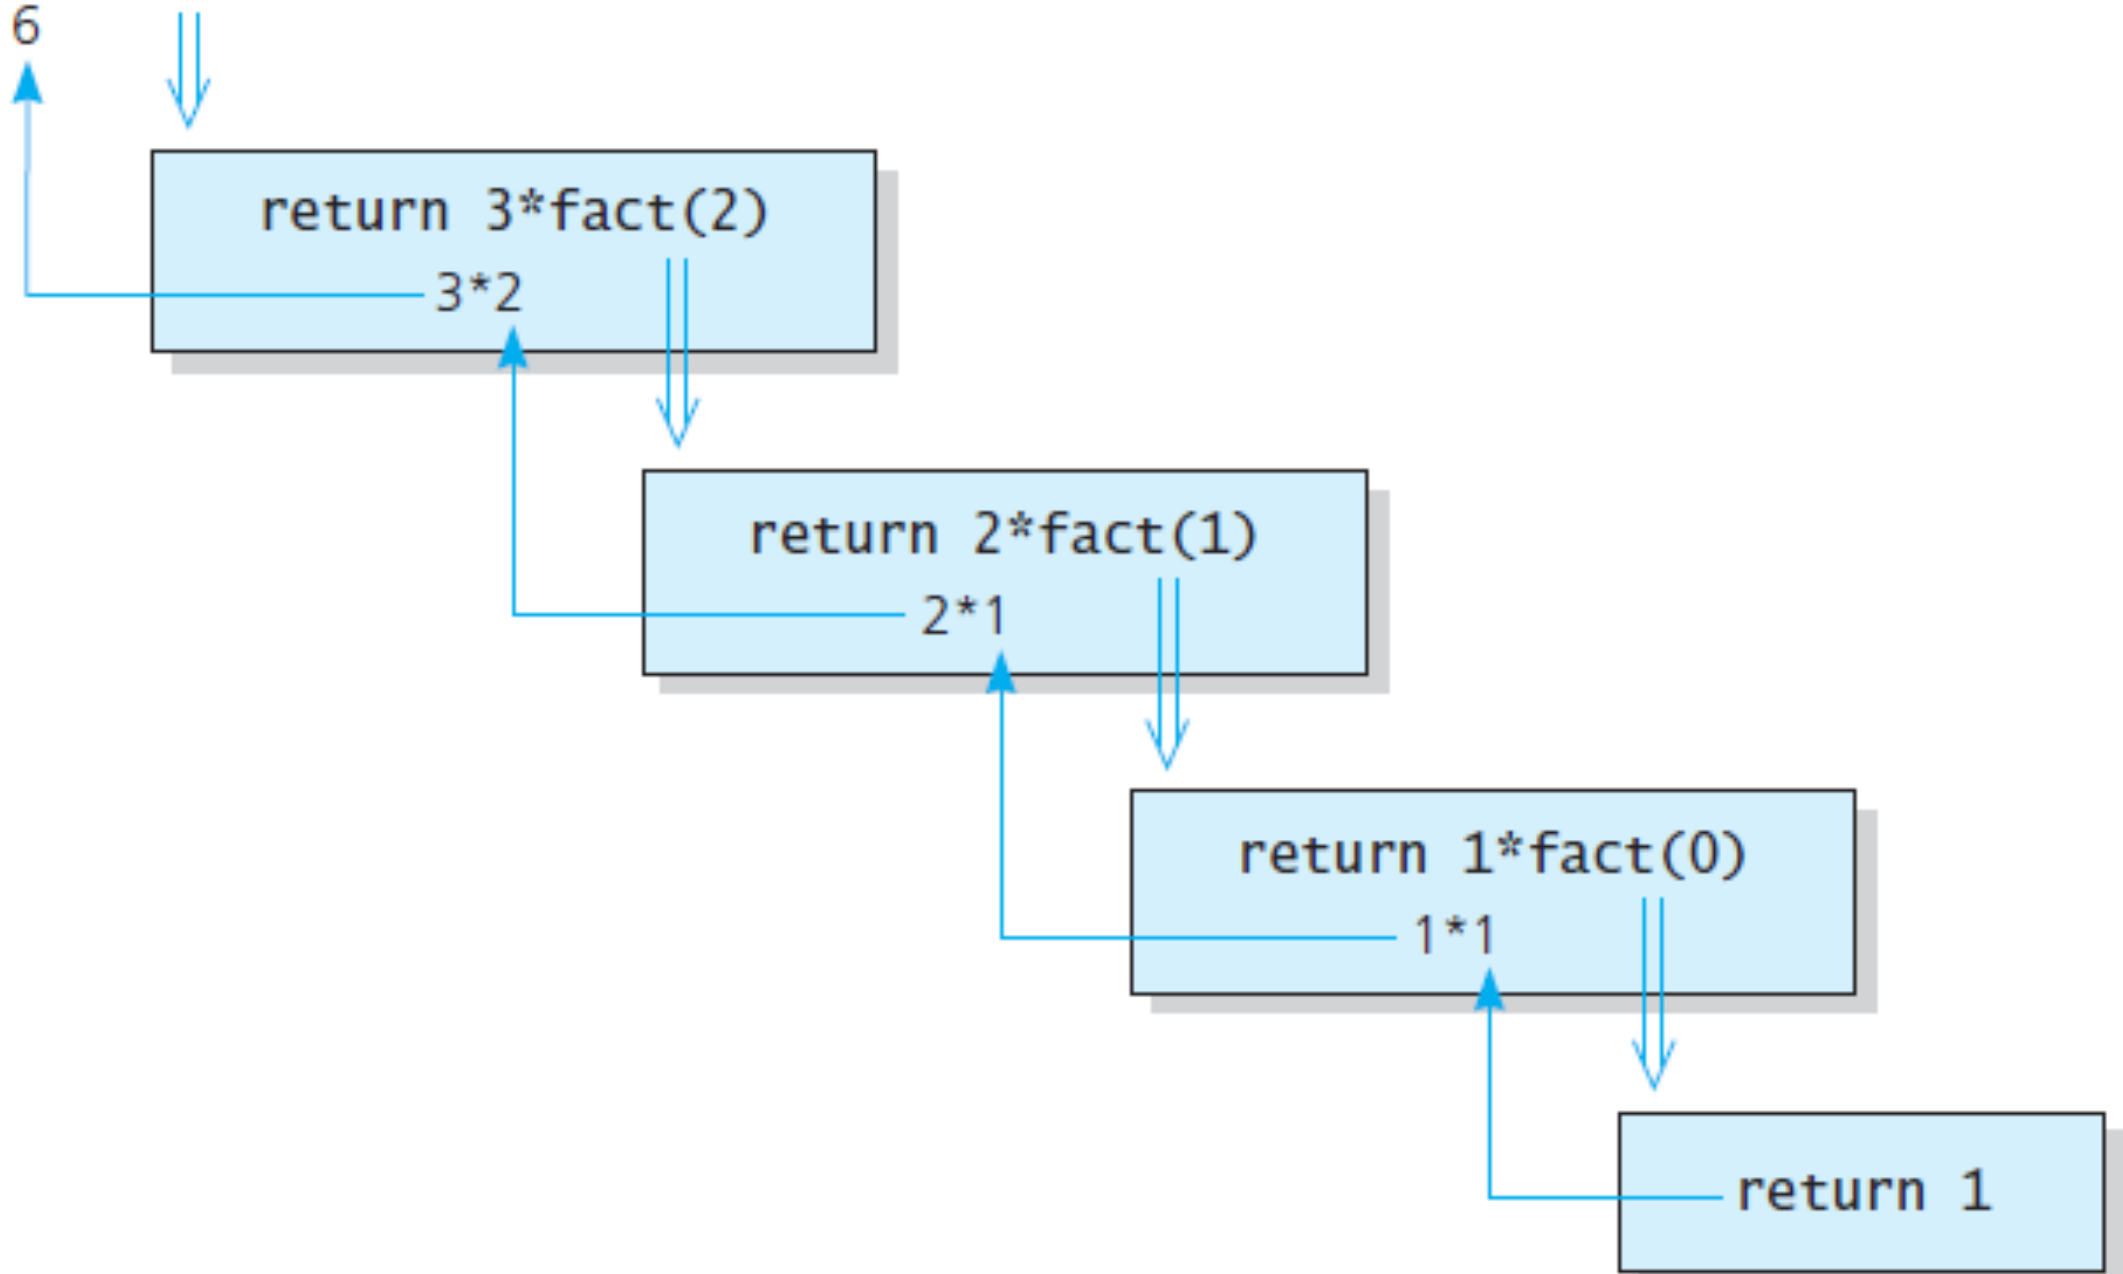 6
return 3*fact(2)
3*2
return 2*fact(1)
2*1
return 1*fact(0)
1*1
return 1